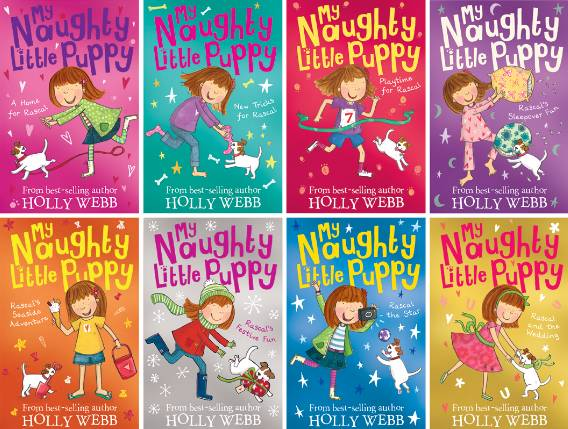 My
Naughty
Little Puppy
A Home
for Rascal
From best-selling author
HOLLY WEBB
My
Naughty
Little Puppy
New Tricks
for Rascal
From best-selling author
HOLLY WEBB
My
Naughty
Little Puppy
Playtime
for Rascal
7
From best-selling author
HOLLY WEBB
My
Naughty
Little Puppy
Rascal's
Sleepover Fun
From best-selling author
HOLLY WEBB
My
Naughty
Little Puppy
Rascal's
Seaside
Adventure
From best-selling author
HOLLY WEBB
My
Naughty
Little Puppy
Rascal's
Festive Fun
From best-selling author
HOLLY WEBB
My
Naughty
Little Puppy
Rascal
the Star
From best-selling author
HOLLY WEBB
My
Naughty
Little Puppy
Rascal
and the
Wedding
From best-selling author
HOLLY WEBB